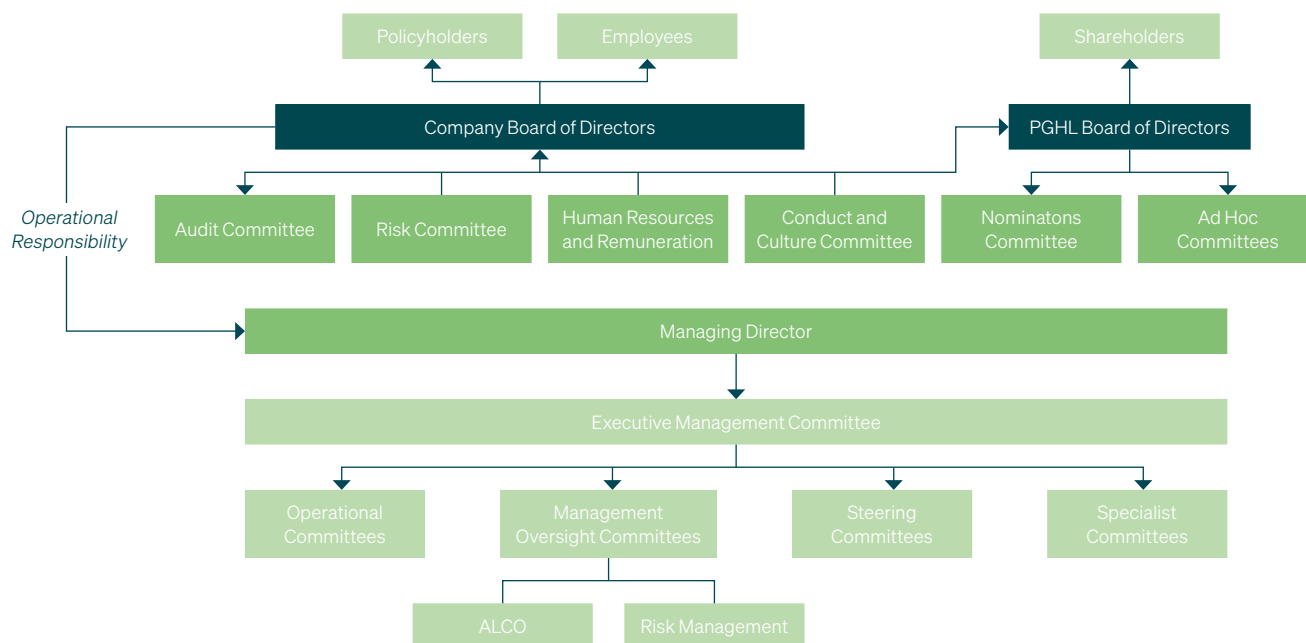 Policyholders
Employees
Shareholders
Company Board of Directors
PGHL Board of Directors
Operational
Responsibility
Audit Committee
Risk Committee
Human Resources
and Remuneration
Conduct and
Culture Committee
Nominatons
Committee
Ad Hoc
Committees
Managing Director
Executive Management Committee
Operational
Committees
Management
Oversight Committees
Steering
Committees
Specialist
Committees
ALCO
Risk Management